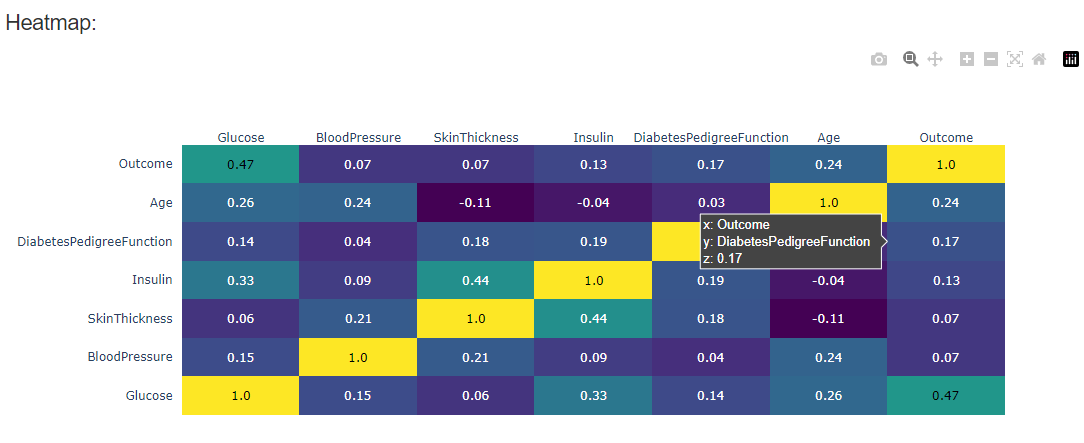 Heatmap:
Glucose BloodPressure SkinThickness Insulin DiabetesPedigreeFunction Age Outcome
Outcome 0.47 0.07 0.07 0.13 0.17 0.24 1.0
Age 0.26 0.24 -0.11 -0.04 0.03 1.0 0.24
DiabetesPedigreeFunction 0.14 0.04 0.18 0.19 0.17
x: Outcome
y: DiabetesPedigreeFunction
z: 0.17
Insulin 0.33 0.09 0.44 1.0 0.19 -0.04 0.13
SkinThickness 0.06 0.21 1.0 0.44 0.18 -0.11 0.07
BloodPressure 0.15 1.0 0.21 0.09 0.04 0.24 0.07
Glucose 1.0 0.15 0.06 0.33 0.14 0.26 0.47